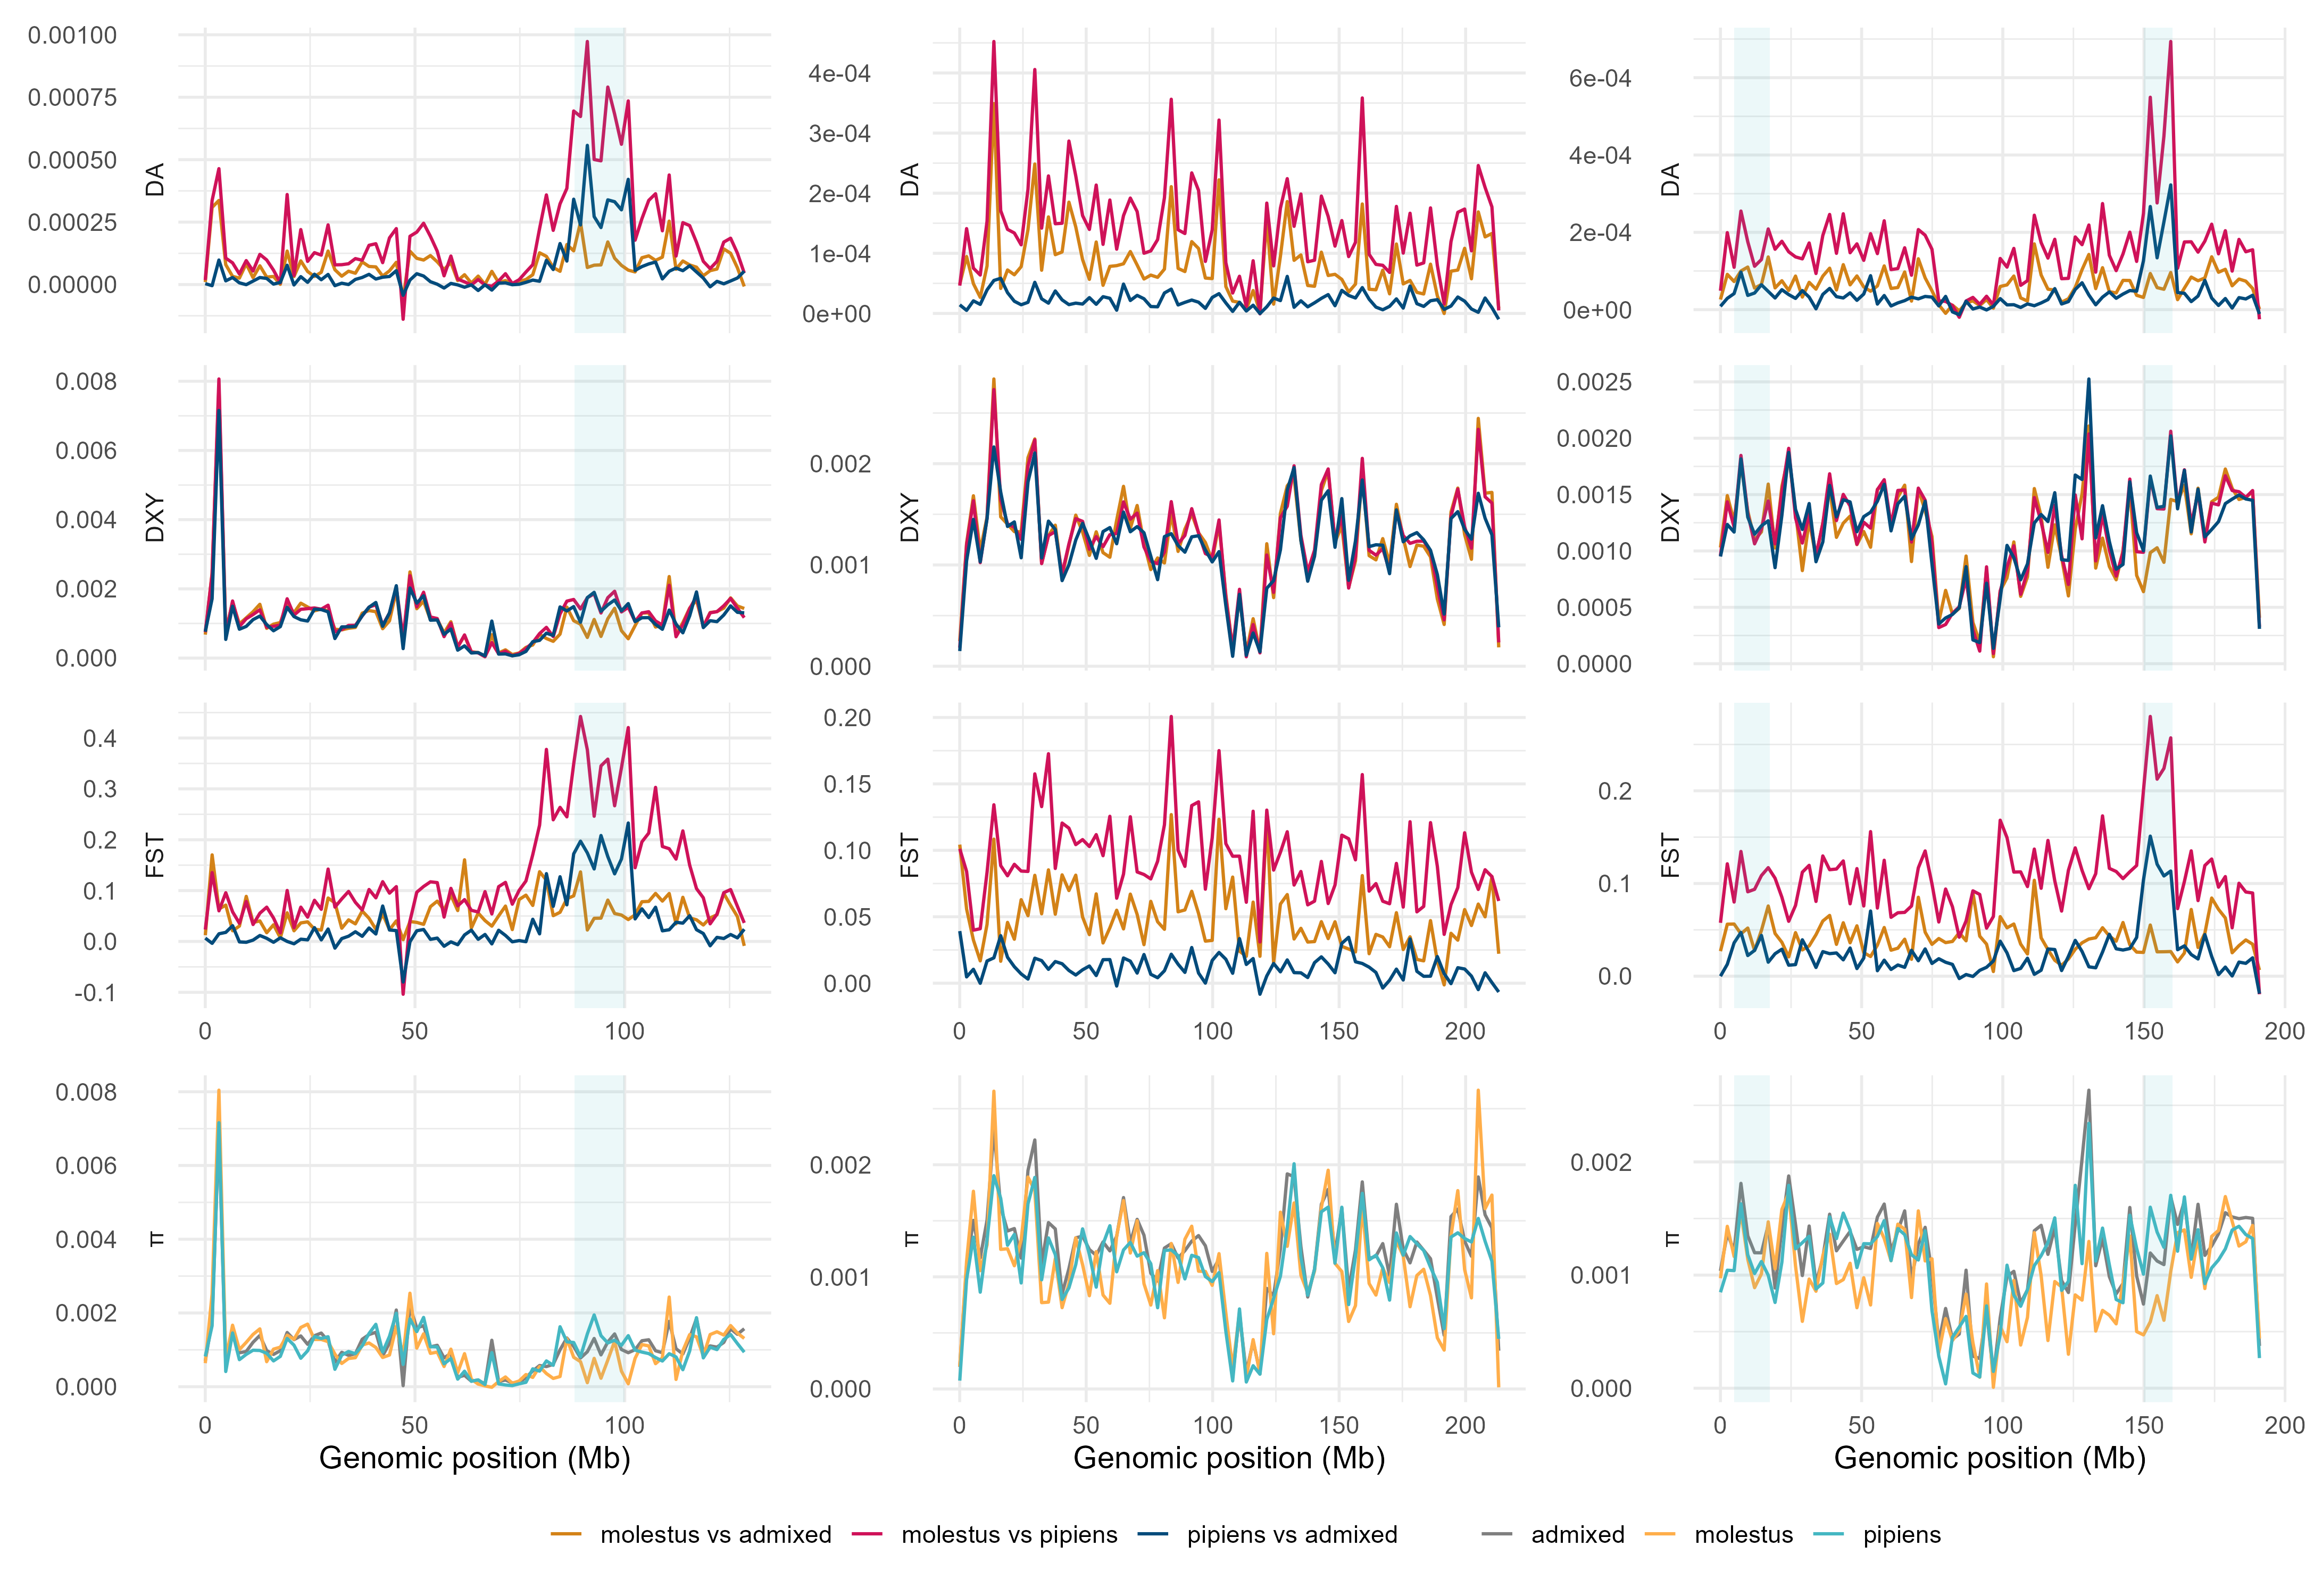 0.00100
0.00075
0.00050
0.00025
0.00000
DA
4e-04
3e-04
2e-04
1e-04
0e+00
DA
6e-04
4e-04
2e-04
0e+00
DA
0.008
0.006
0.004
0.002
0.000
DXY
0.002
0.001
0.000
DXY
0.0025
0.0020
0.0015
0.0010
0.0005
0.0000
DXY
0.4
0.3
0.2
0.1
0.0
-0.1
FST
0 50 100
0.20
0.15
0.10
0.05
0.00
FST
0 50 100 150 200
0.2
0.1
0.0
FST
0 50 100 150 200
0.008
0.006
0.004
0.002
0.000
π
0 50 100
Genomic position (Mb)
0.002
0.001
0.000
π
0 50 100 150 200
Genomic position (Mb)
0.002
0.001
0.000
π
0 50 100 150 200
Genomic position (Mb)
molestus vs admixed molestus vs pipiens pipiens vs admixed admixed molestus pipiens